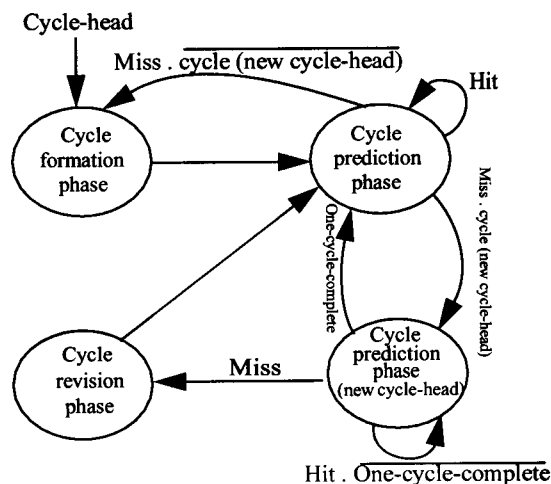 Cycle-head
Miss . cycle (new cycle-head)
Hit
Cycle
formation
phase
Cycle
prediction
phase
Miss . cycle (new cycle-head)
One-cycle-complete
Cycle
revision
phase
Miss
Cycle
prediction
phase
(new cycle-head)
Hit . One-cycle-complete